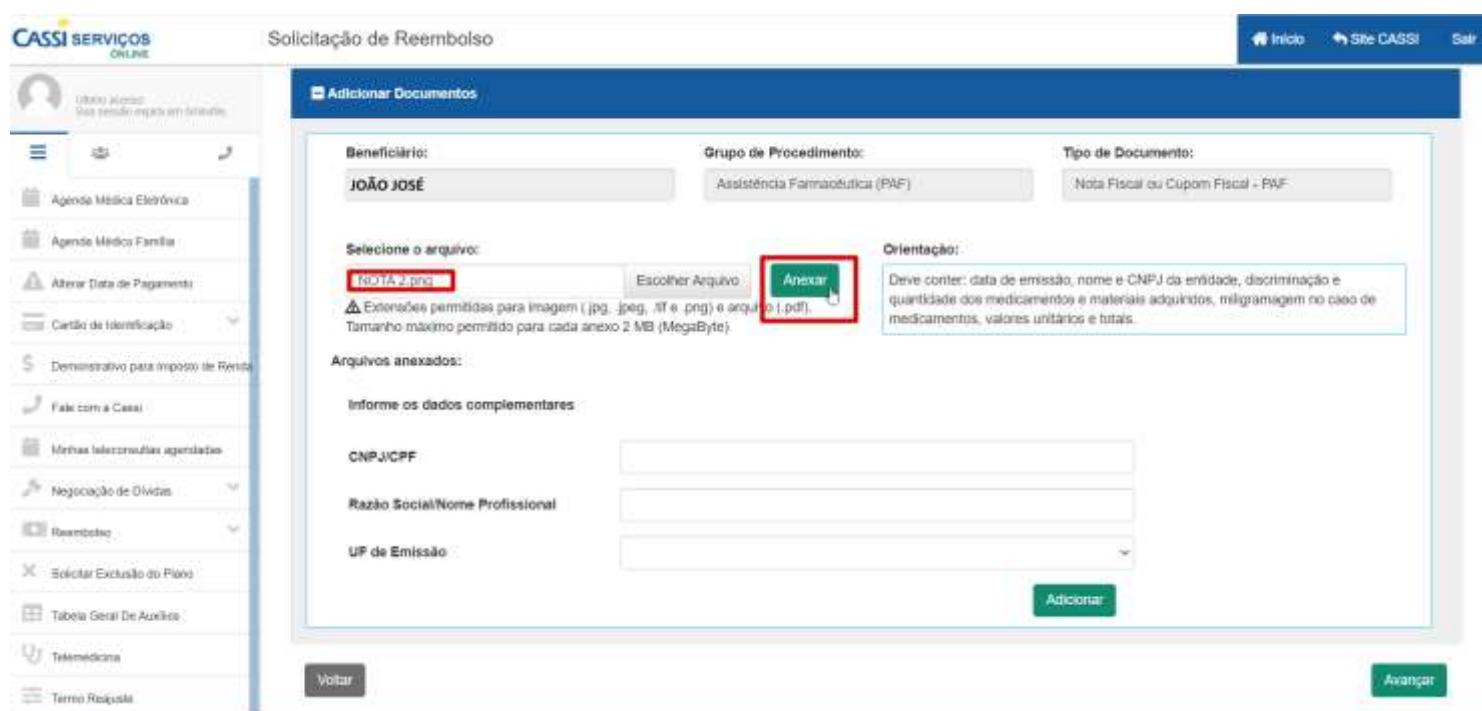 CASSI SERVIÇOS
ONLINE
Solicitação de Reembolso
Início
Site CASSI
Sair
Último acesso:
Sua sessão expira em
Adicionar Documentos
Beneficiário:
Grupo de Procedimento:
Tipo de Documento:
JOÃO JOSÉ
Assistência Farmacêutica (PAF)
Nota Fiscal ou Cupom Fiscal - PAF
Agenda Médica Eletrônica
Agenda Médico Família
Alterar Data de Pagamento
Cartão de Identificação
Demonstrativo para Imposto de Renda
Fale com a Cassi
Minhas teleconsultas agendadas
Negociação de Dívidas
Reembolso
Solicitar Exclusão do Plano
Tabela Geral De Auxílios
Telemedicina
Termo Reajuste
Selecione o arquivo:
NOTA 2.png
Escolher Arquivo
Anexar
Extensões permitidas para imagem (.jpg, .jpeg, .tif e .png) e arquivo (.pdf).
Tamanho máximo permitido para cada anexo 2 MB (MegaByte)
Orientação:
Deve conter: data de emissão, nome e CNPJ da entidade, discriminação e
quantidade dos medicamentos e materiais adquiridos, miligramagem no caso de
medicamentos, valores unitários e totais.
Arquivos anexados:
Informe os dados complementares
CNPJ/CPF
Razão Social/Nome Profissional
UF de Emissão
Adicionar
Voltar
Avançar